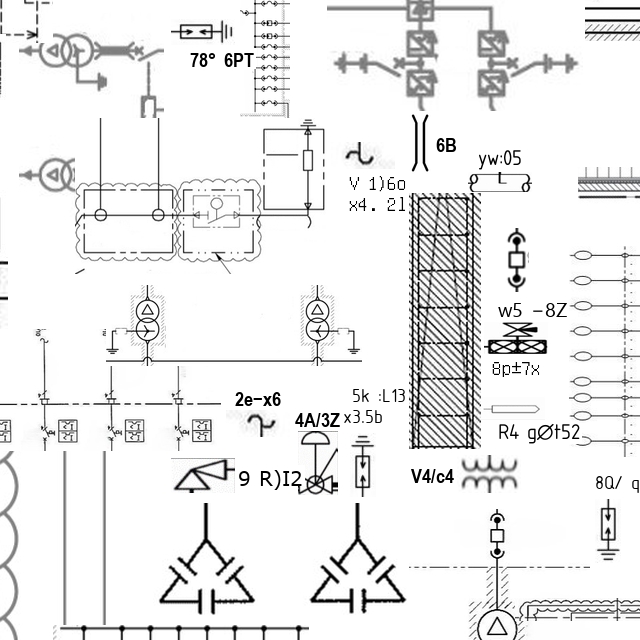 78° 6PT
6B
yw:05
V 1)6o
x4. 2l
w5 -8Z
8p±7x
2e-x6
5k :L13
x3.5b
4A/3Z
R4 gØt52
9 R)I2
V4/c4
8Q/ q